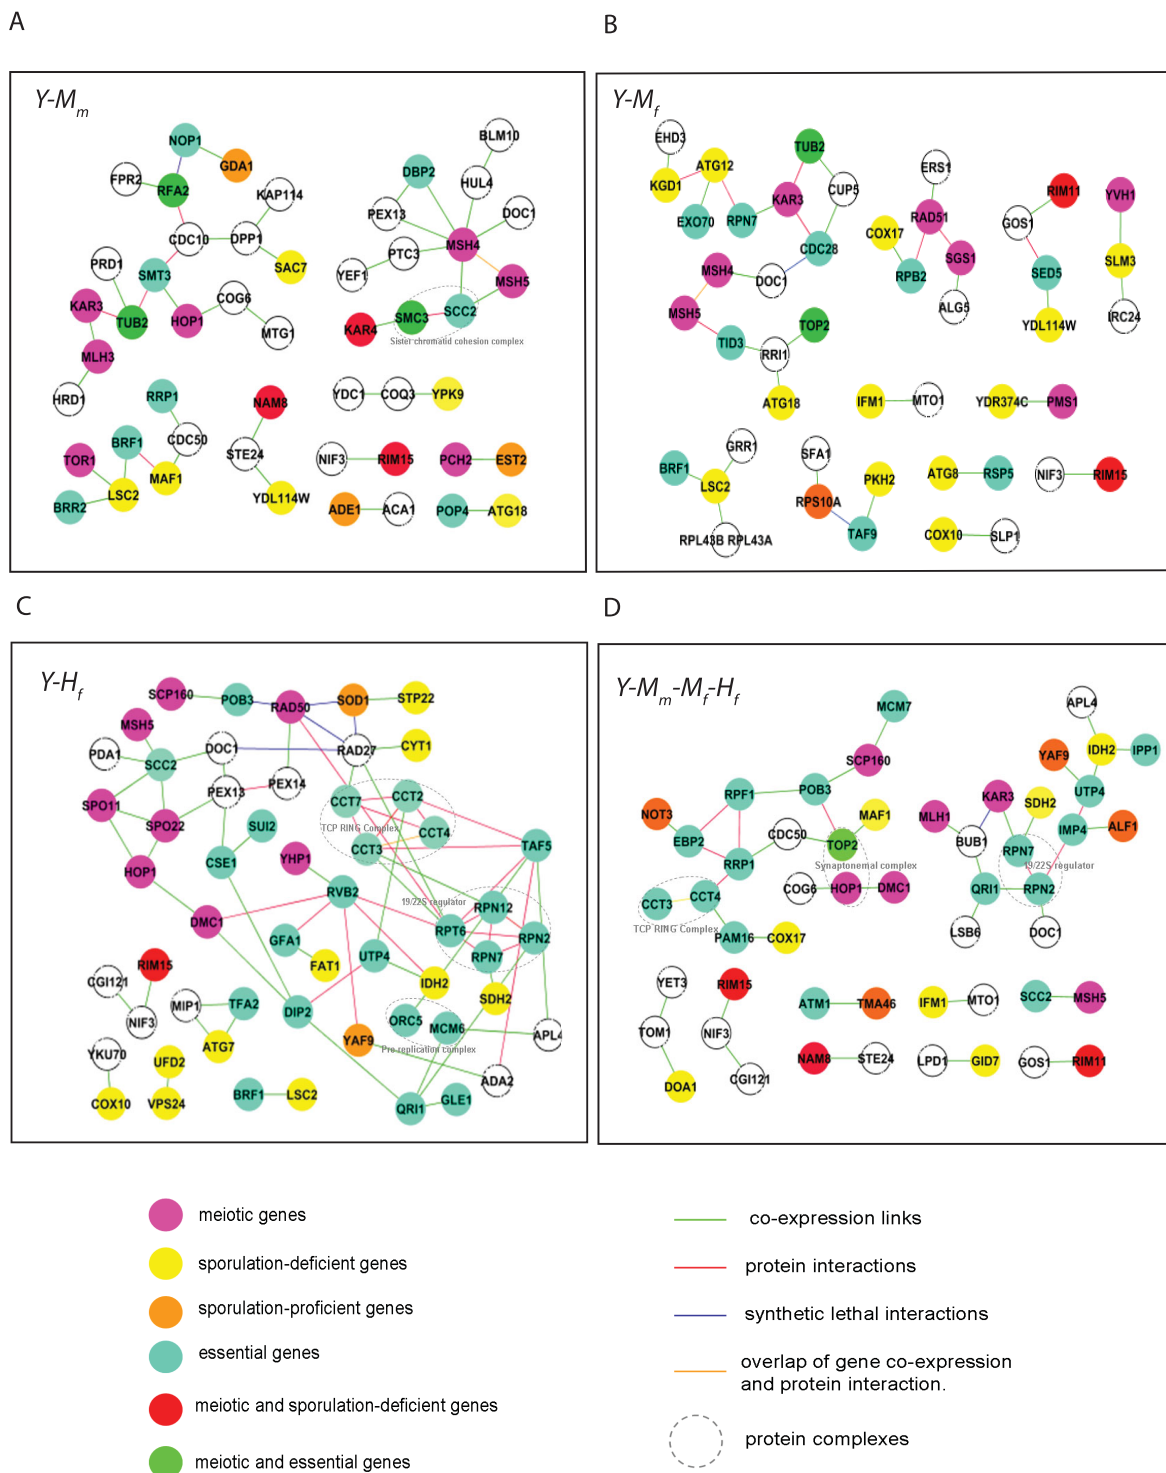 A
Y-Mm
NOP1
GDA1
FPR2
RFA2
KAP114
CDC10
DPP1
SAC7
PRD1
SMT3
KAR3
TUB2
HOP1
COG6
MTG1
MLH3
HRD1
BLM10
DBP2
HUL4
PEX13
DOC1
MSH4
PTC3
YEF1
MSH5
SMC3
SCC2
KAR4
Sister chromatid cohesion complex
RRP1
NAM8
YDC1
COQ3
YPK9
BRF1
CDC50
TOR1
STE24
NIF3
RIM15
PCH2
EST2
MAF1
LSC2
BRR2
YDL114W
ADE1
ACA1
POP4
ATG18
B
Y-Mf
EHD3
ATG12
KGD1
EXO70
RPN7
TUB2
KAR3
CUP5
CDC28
MSH4
DOC1
MSH5
TID3
RRI1
TOP2
ATG18
ERS1
RAD51
COX17
RPB2
SGS1
ALG5
RIM11
GOS1
SED5
YDL114W
YVH1
SLM3
IRC24
IFM1
MTO1
YDR374C
PMS1
GRR1
BRF1
LSC2
RPL43B RPL43A
SFA1
PKH2
RPS10A
TAF9
ATG8
RSP5
NIF3
RIM15
COX10
SLP1
C
Y-Hf
SCP160
POB3
RAD50
SOD1
STP22
MSH5
PDA1
SCC2
DOC1
RAD27
CYT1
PEX13
PEX14
SPO11
SPO22
CCT7
CCT2
TCP RING Complex
CCT4
CCT3
SUI2
TAF5
HOP1
CSE1
YHP1
RVB2
19/22S regulator
RPN12
DMC1
RPT6
RPN2
GFA1
FAT1
UTP4
RPN7
IDH2
SDH2
RIM15
CGI121
NIF3
MIP1
TFA2
ATG7
DIP2
ORC5
MCM6
Pre-replication complex
YAF9
APL4
ADA2
YKU70
UFD2
COX10
VPS24
BRF1
LSC2
QRI1
GLE1
D
Y-Mm-Mf-Hf
MCM7
SCP160
RPF1
POB3
NOT3
EBP2
MAF1
CDC50
TOP2
RRP1
Synaptonemal complex
COG6
HOP1
DMC1
CCT3
CCT4
TCP RING Complex
PAM16
COX17
APL4
YAF9
IDH2
IPP1
UTP4
KAR3
SDH2
MLH1
IMP4
ALF1
BUB1
RPN7
19/22S regulator
QRI1
RPN2
LSB6
DOC1
YET3
RIM15
TOM1
NIF3
DOA1
CGI121
ATM1
TMA46
IFM1
MTO1
SCC2
MSH5
NAM8
STE24
LPD1
GID7
GOS1
RIM11
meiotic genes
sporulation-deficient genes
sporulation-proficient genes
essential genes
meiotic and sporulation-deficient genes
meiotic and essential genes
co-expression links
protein interactions
synthetic lethal interactions
overlap of gene co-expression
and protein interaction.
protein complexes